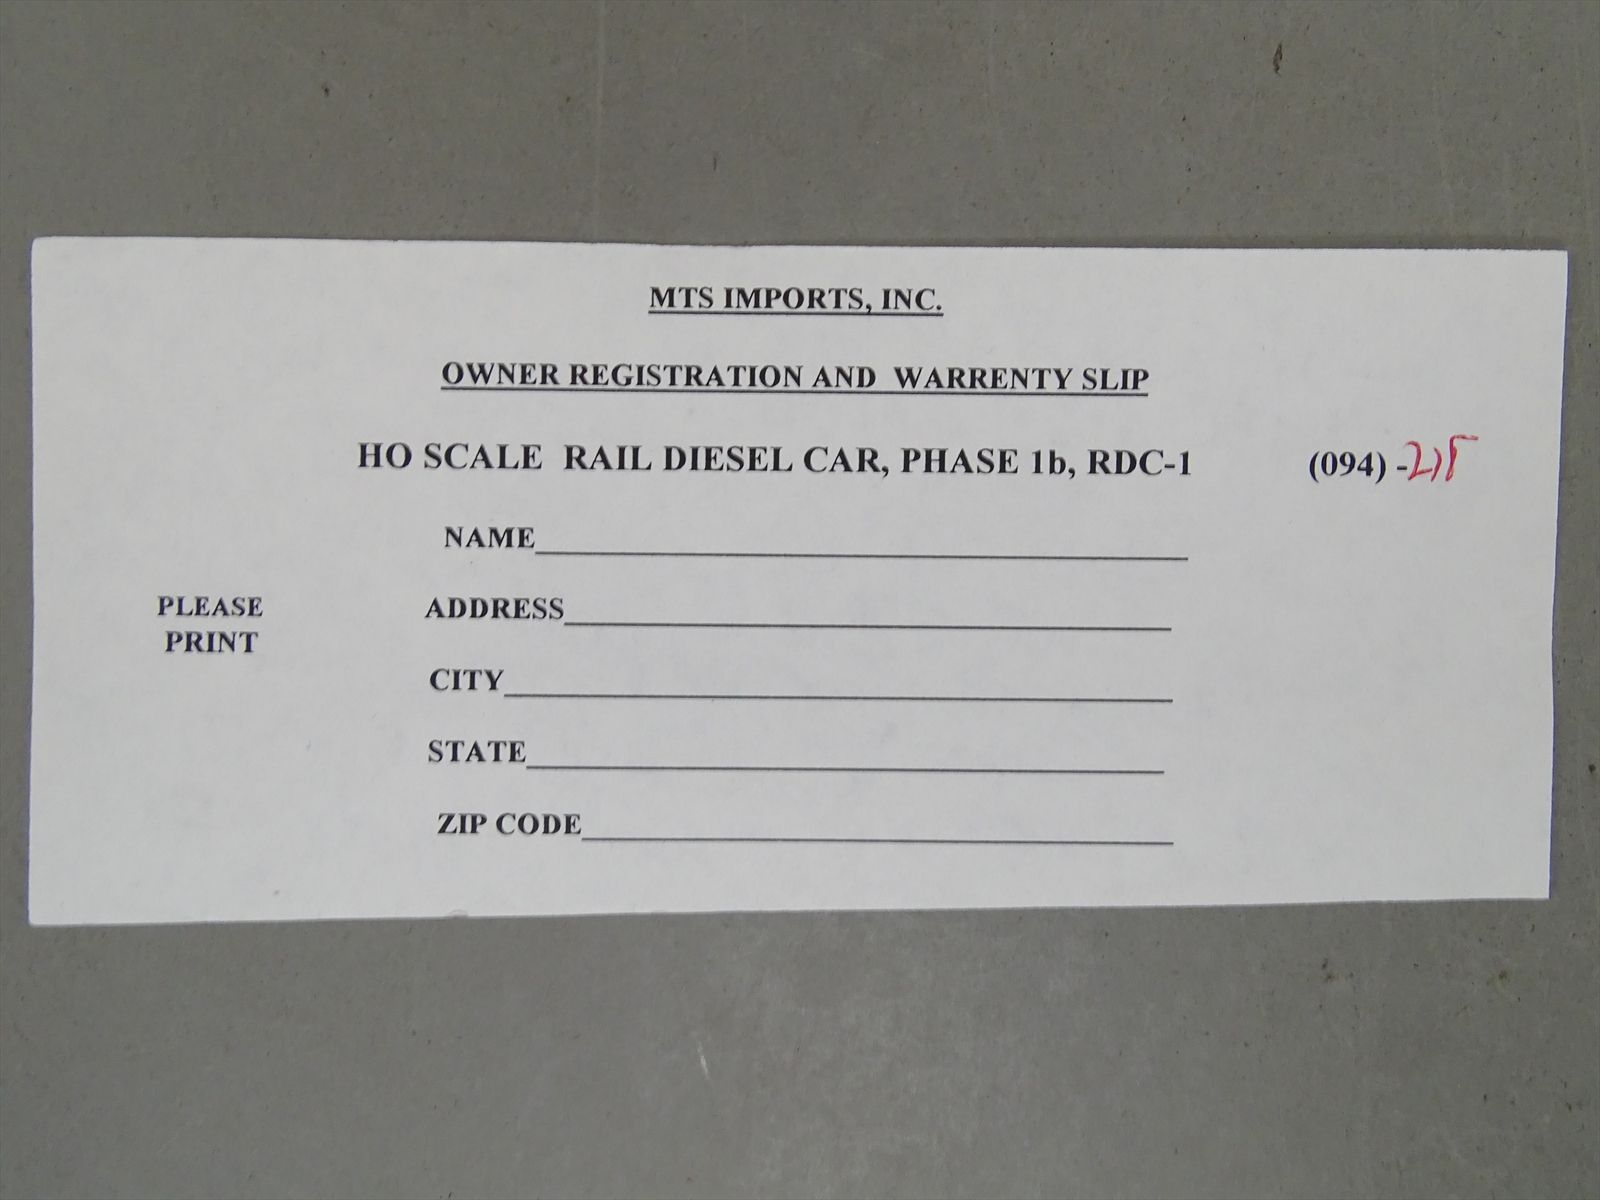 MTS IMPORTS, INC.
OWNER REGISTRATION AND WARRENTY SLIP
HO SCALE RAIL DIESEL CAR, PHASE 1b, RDC-1 (094) -215
NAME
PLEASE PRINT
ADDRESS
CITY
STATE
ZIP CODE